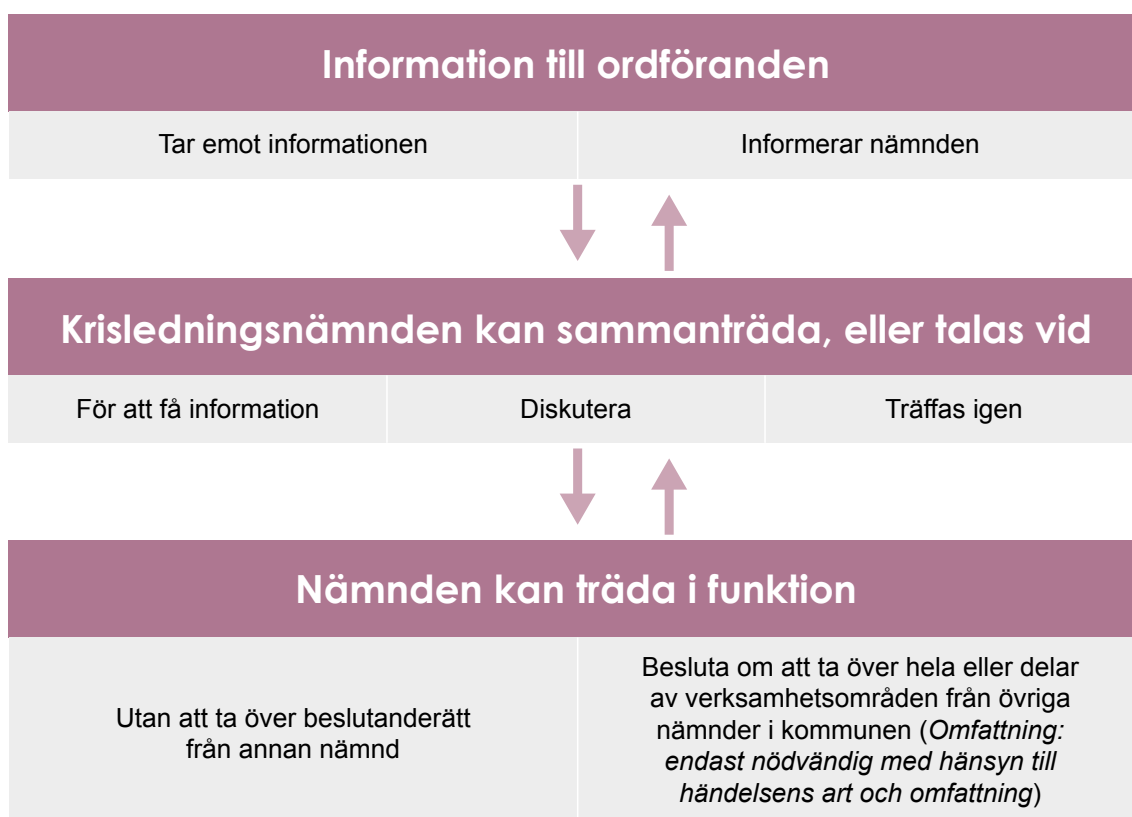 Information till ordföranden
Tar emot informationen
Informerar nämnden
Krisledningsnämnden kan sammanträda, eller talas vid
För att få information
Diskutera
Träffas igen
Nämnden kan träda i funktion
Utan att ta över beslutanderätt
från annan nämnd
Besluta om att ta över hela eller delar
av verksamhetsområden från övriga
nämnder i kommunen (Omfattning:
endast nödvändig med hänsyn till
händelsens art och omfattning)